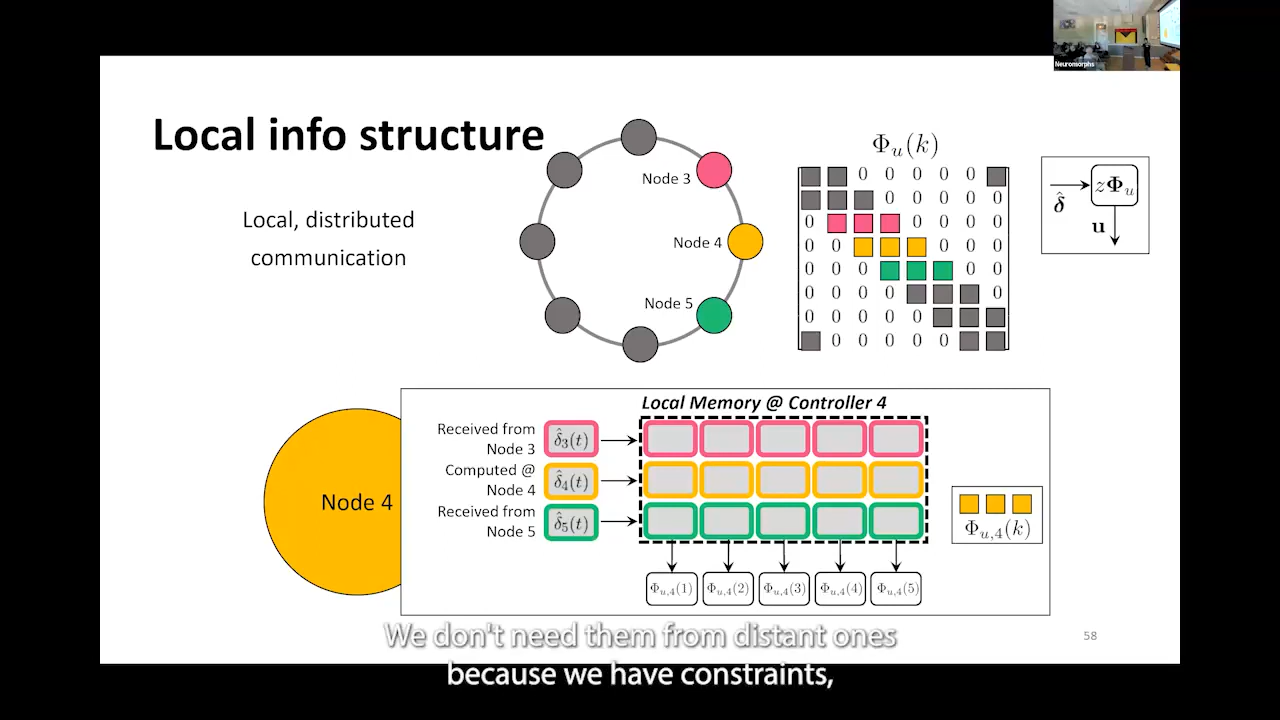 Neuromorphs
Local info structure
Local, distributed
communication
Node 3
Node 4
Node 5
Φu(k)
0 0 0 0 0
0 0 0 0 0
0 0 0 0 0
0 0 0 0 0
0 0 0 0 0
0 0 0 0 0
0 0 0 0 0
0 0 0 0 0
δ̂
zΦu
u
Node 4
Local Memory @ Controller 4
Received from
Node 3
δ̂3(t)
Computed @
Node 4
δ̂4(t)
Received from
Node 5
δ̂5(t)
Φu,4(k)
Φu,4(1) Φu,4(2) Φu,4(3) Φu,4(4) Φu,4(5)
58
We don't need them from distant ones
because we have constraints,